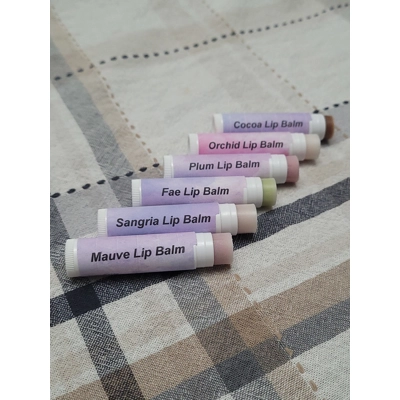 Cocoa Lip Balm
Orchid Lip Balm
Plum Lip Balm
Fae Lip Balm
Sangria Lip Balm
Mauve Lip Balm